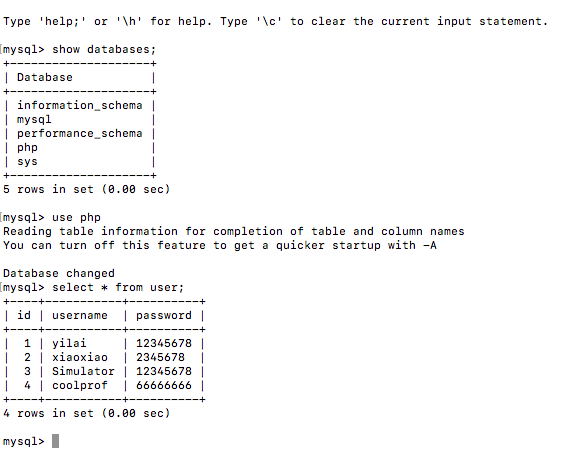 Type 'help;' or '\h' for help. Type '\c' to clear the current input statement.
[mysql> show databases;
+--------------------+
| Database           |
+--------------------+
| information_schema |
| mysql              |
| performance_schema |
| php                |
| sys                |
+--------------------+
5 rows in set (0.00 sec)
[mysql> use php
Reading table information for completion of table and column names
You can turn off this feature to get a quicker startup with -A
Database changed
[mysql> select * from user;
+----+-----------+----------+
| id | username  | password |
+----+-----------+----------+
|  1 | yilai     | 12345678 |
|  2 | xiaoxiao  | 2345678  |
|  3 | Simulator | 12345678 |
|  4 | coolprof  | 66666666 |
+----+-----------+----------+
4 rows in set (0.00 sec)
mysql>